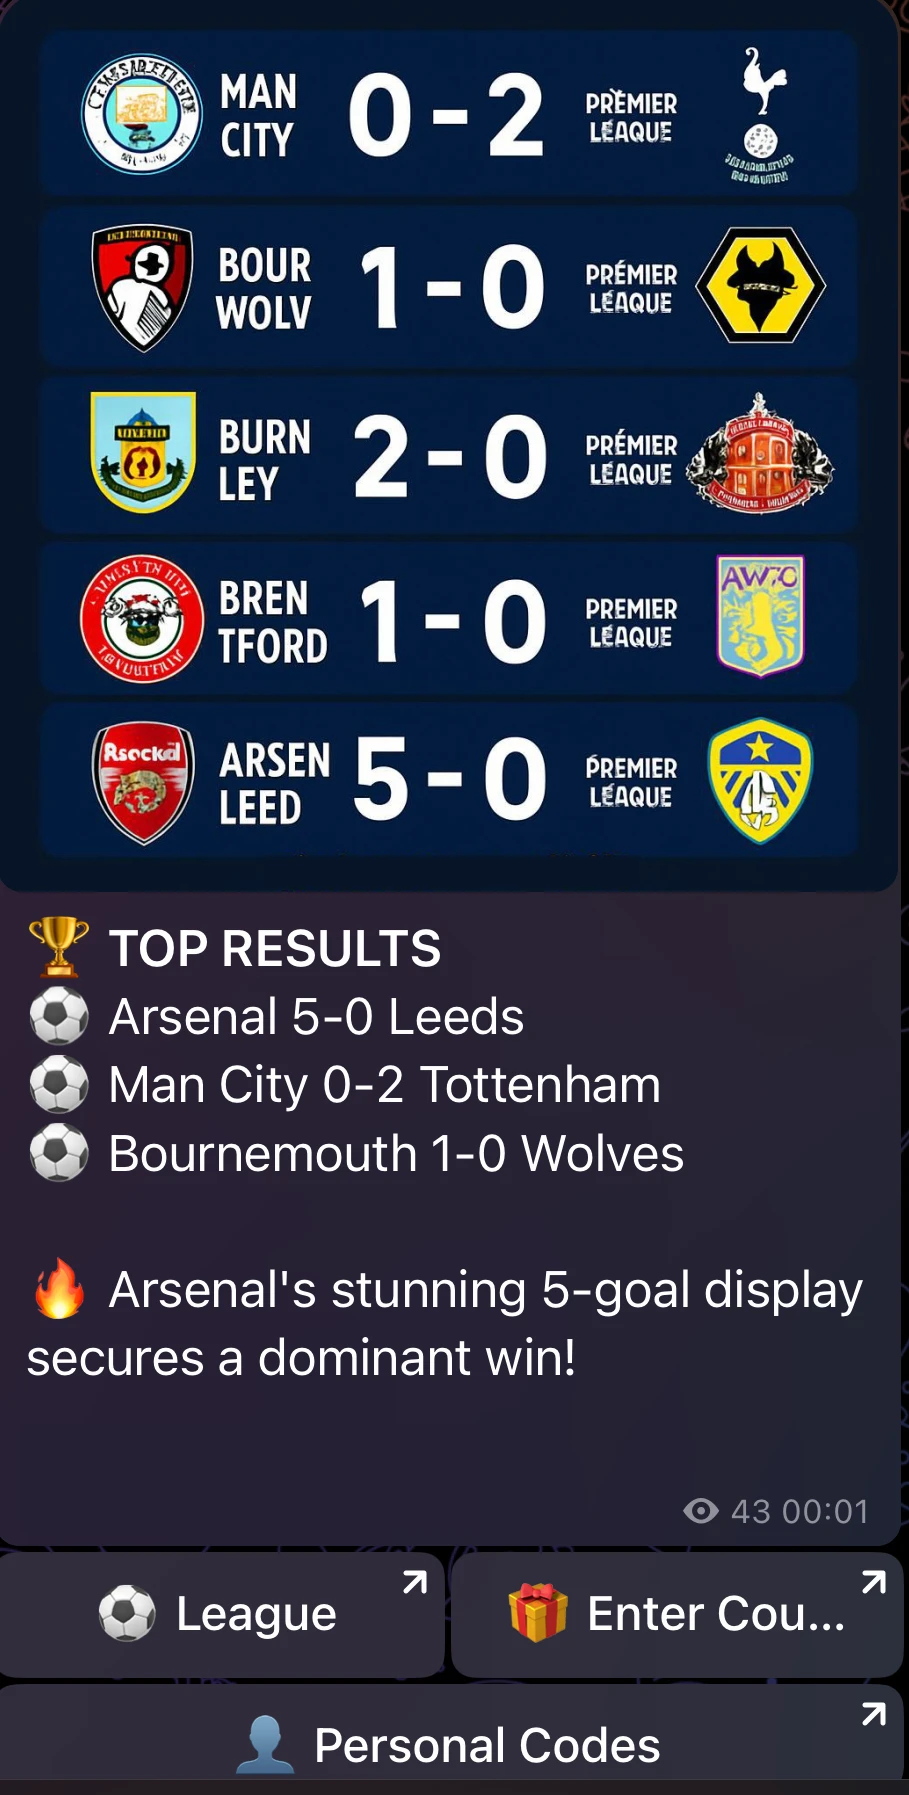 MAN
CITY
0-2
PRÈMIER
LÉAQUE
BOUR
WOLV
1-0
PRÉMIER
LÉAQUE
BURN
LEY
2-0
PRÉMIER
LÉAQUE
BREN
TFORD
1-0
PREMIER
LÉAQUE
AWTC
Rsockd
ARSEN
LEED
5-0
PREMIER
LÉAQUE
🏆 TOP RESULTS
⚽ Arsenal 5-0 Leeds
⚽ Man City 0-2 Tottenham
⚽ Bournemouth 1-0 Wolves
🔥 Arsenal's stunning 5-goal display
secures a dominant win!
43 00:01
⚽ League
🎁 Enter Cou...
👤 Personal Codes